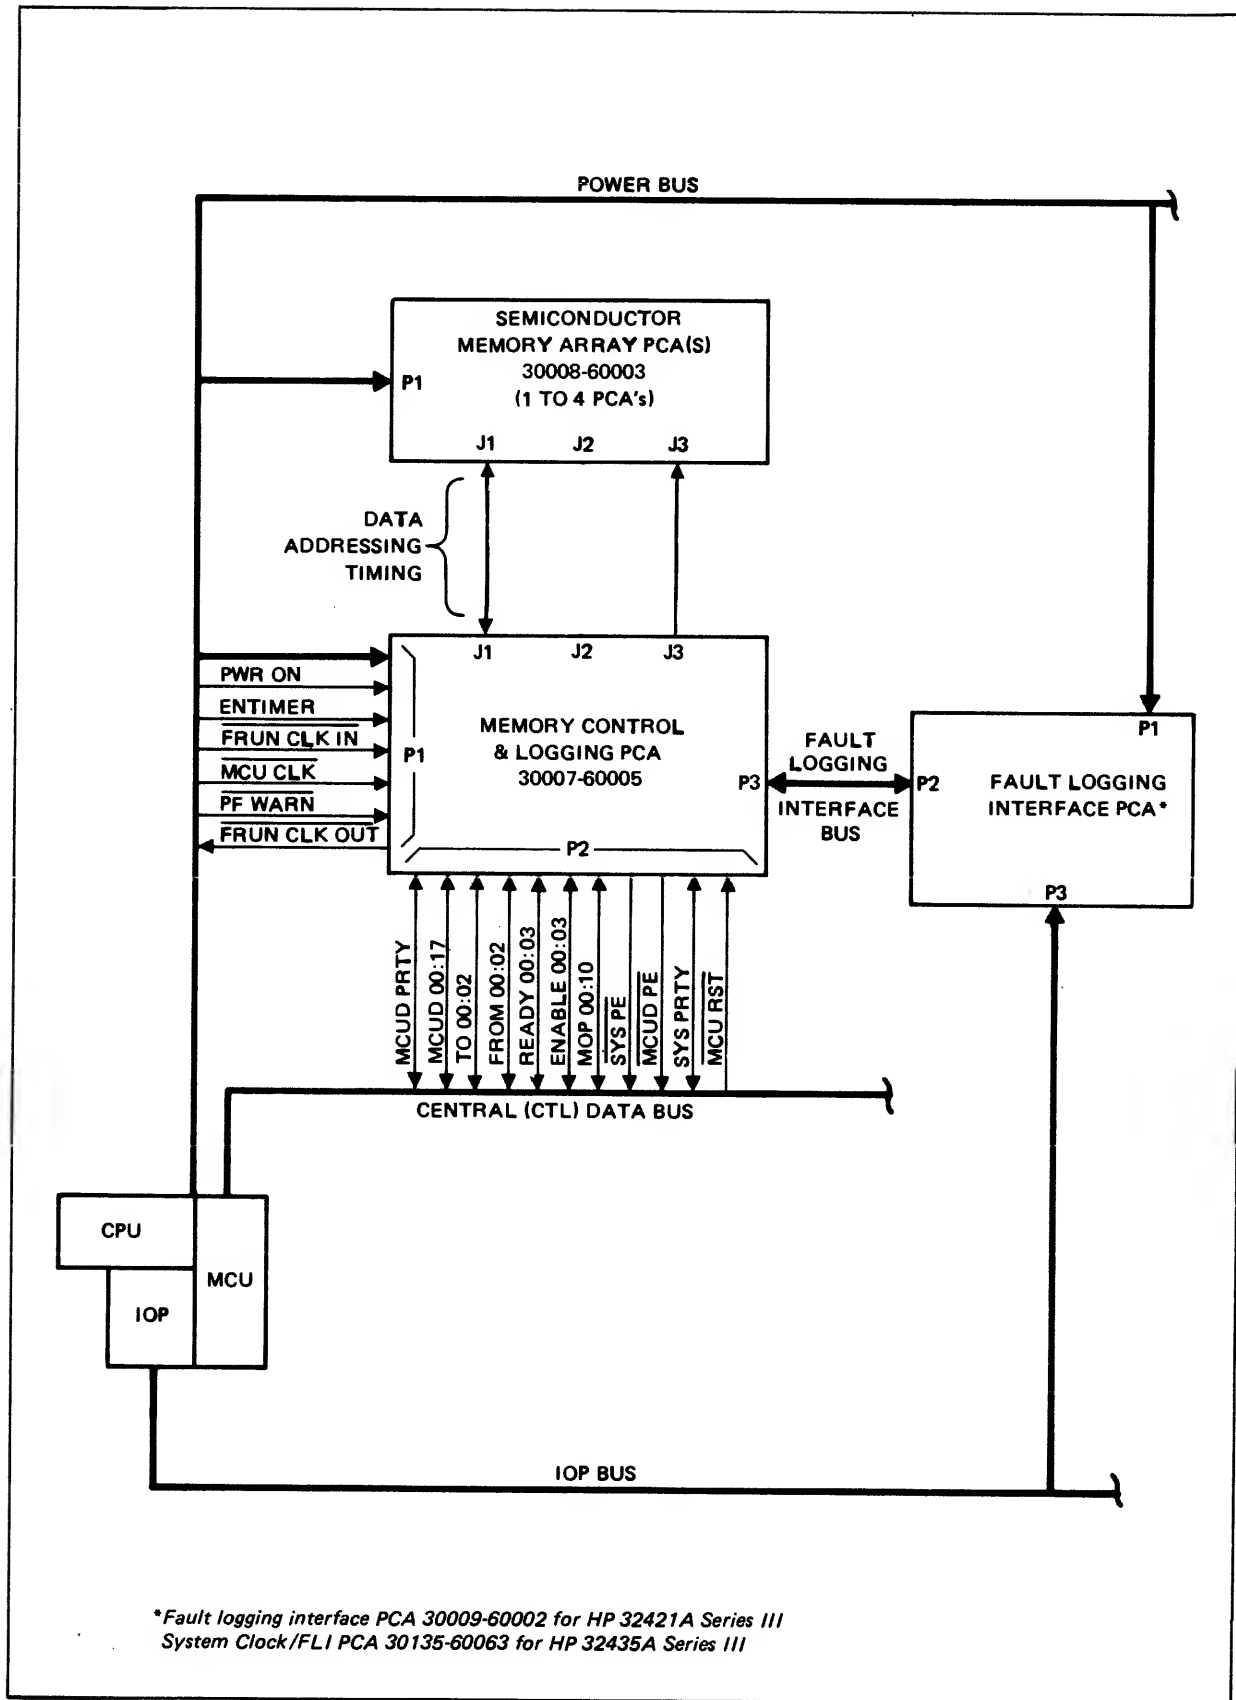 POWER BUS
SEMICONDUCTOR
MEMORY ARRAY PCA(S)
30008-60003
(1 TO 4 PCA's)
P1
J1 J2 J3
DATA
ADDRESSING
TIMING
J1 J2 J3
PWR ON
ENTIMER
FRUN CLK IN
MCU CLK
PF WARN
FRUN CLK OUT
P1
MEMORY CONTROL
& LOGGING PCA
30007-60005
P3
P2
FAULT
LOGGING
INTERFACE
BUS
P1
P2
FAULT LOGGING
INTERFACE PCA*
P3
MCUD PRTY
MCUD 00:17
TO 00:02
FROM 00:02
READY 00:03
ENABLE 00:03
MOP 00:10
SYS PE
MCUD PE
SYS PRTY
MCU RST
CENTRAL (CTL) DATA BUS
CPU
MCU
IOP
IOP BUS
*Fault logging interface PCA 30009-60002 for HP 32421A Series III
System Clock/FLI PCA 30135-60063 for HP 32435A Series III